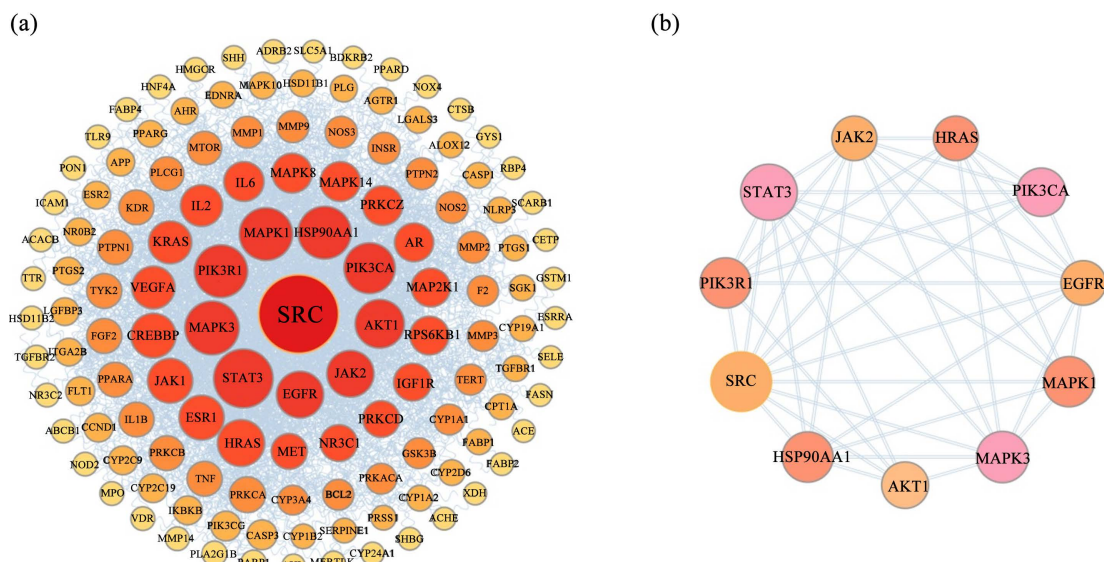 (a)
(b)
SHH
ADRB2
SLC5A1
BDKRB2
PPARD
NOX4
CTSB
GYS1
RBP4
SCARB1
CETP
GSTM1
ESRRA
SELE
FASN
ACE
FABP2
XDH
ACHE
SHBG
CYP24A1
PLA2G1B
MMP14
VDR
MPO
NOD2
ABCB1
NR3C2
TGFBR2
HSD11B2
TTR
ACACB
ICAM1
PON1
TLR9
FABP4
HNF4A
HMGCR
EDNRA
MAPK10
HSD11B1
PLG
AGTR1
LGALS3
ALOX12
CASP1
NLRP3
PTGS1
SGK1
CYP19A1
TGFBR1
CPT1A
FABP1
CYP2D6
CYP1A2
PRSS1
SERPINE1
CYP1B2
CASP3
PIK3CG
IKBKB
CYP2C19
CYP2C9
CCND1
FLT1
ITGA2B
LGFBP3
PTGS2
NR0B2
ESR2
APP
PPARG
AHR
MTOR
MMP1
MMP9
NOS3
INSR
PTPN2
NOS2
MMP2
F2
MMP3
TERT
CYP1A1
GSK3B
PRKACA
BCL2
CYP3A4
PRKCA
TNF
PRKCB
IL1B
PPARA
FGF2
TYK2
PTPN1
KDR
PLCG1
IL6
MAPK8
MAPK14
PRKCZ
AR
MAP2K1
RPS6KB1
IGF1R
PRKCD
NR3C1
MET
HRAS
ESR1
JAK1
CREBBP
VEGFA
KRAS
IL2
MAPK1
HSP90AA1
PIK3CA
AKT1
JAK2
EGFR
STAT3
MAPK3
PIK3R1
SRC
JAK2
HRAS
STAT3
PIK3CA
PIK3R1
EGFR
SRC
MAPK1
HSP90AA1
MAPK3
AKT1